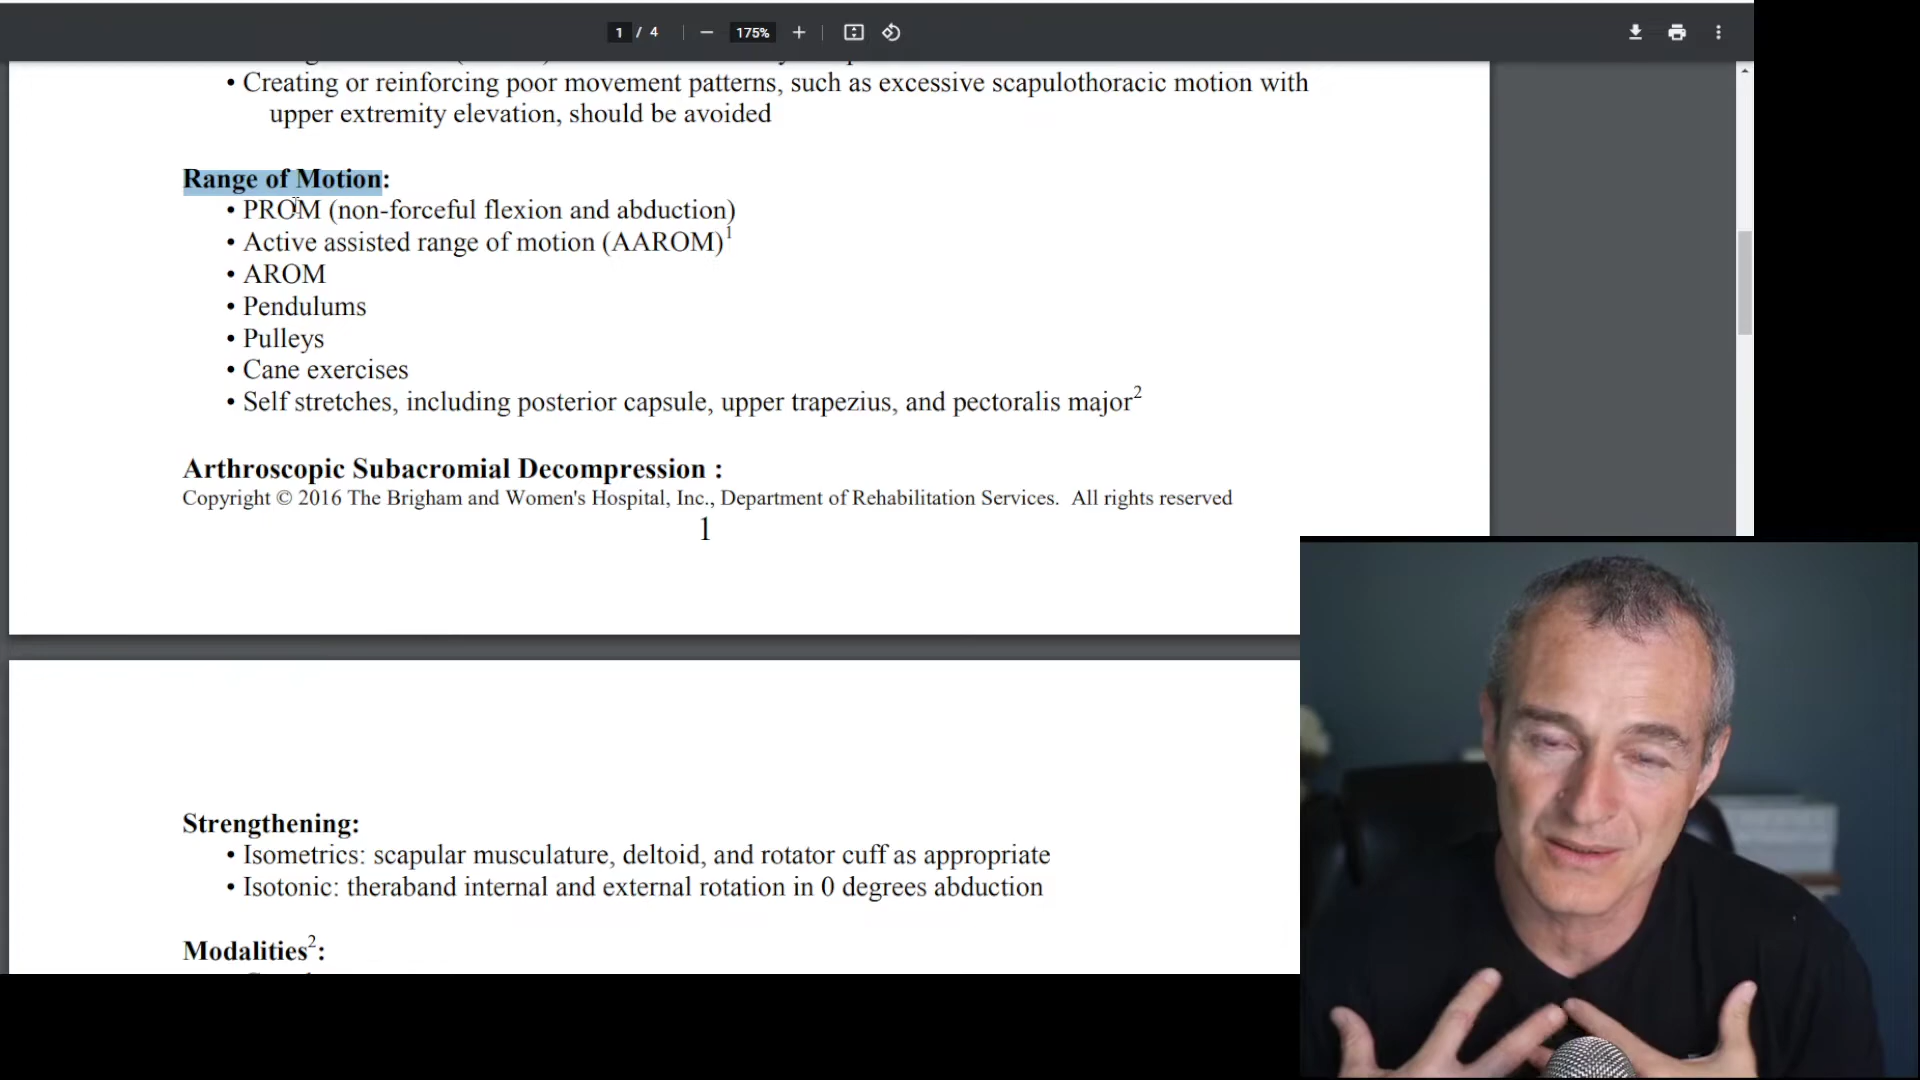 1 / 4 175%
• Creating or reinforcing poor movement patterns, such as excessive scapulothoracic motion with
upper extremity elevation, should be avoided
Range of Motion:
• PROM (non-forceful flexion and abduction)
• Active assisted range of motion (AAROM)1
• AROM
• Pendulums
• Pulleys
• Cane exercises
• Self stretches, including posterior capsule, upper trapezius, and pectoralis major2
Arthroscopic Subacromial Decompression :
Copyright © 2016 The Brigham and Women's Hospital, Inc., Department of Rehabilitation Services.  All rights reserved
1
Strengthening:
• Isometrics: scapular musculature, deltoid, and rotator cuff as appropriate
• Isotonic: theraband internal and external rotation in 0 degrees abduction
Modalities2: